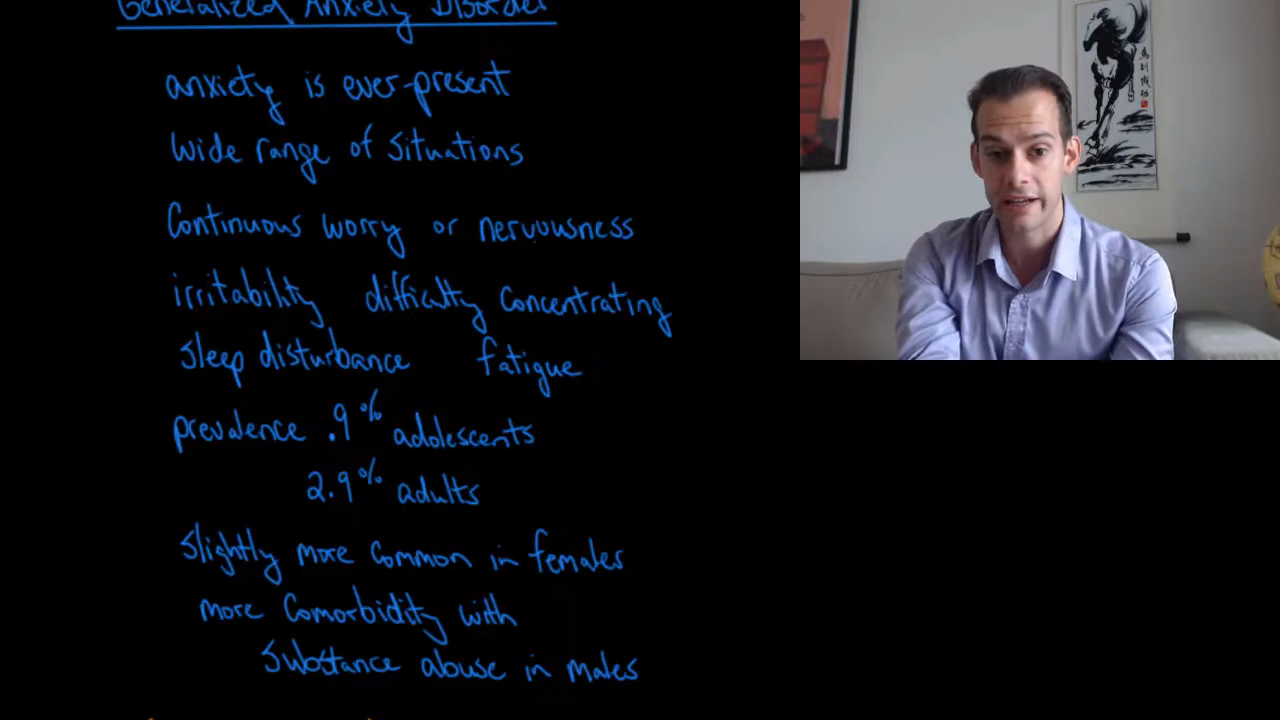 Generalized Anxiety Disorder
anxiety is ever-present
wide range of situations
Continuous worry or nervousness
irritability difficulty concentrating
sleep disturbance fatigue
prevalence .9% adolescents
2.9% adults
slightly more common in females
more comorbidity with
substance abuse in males